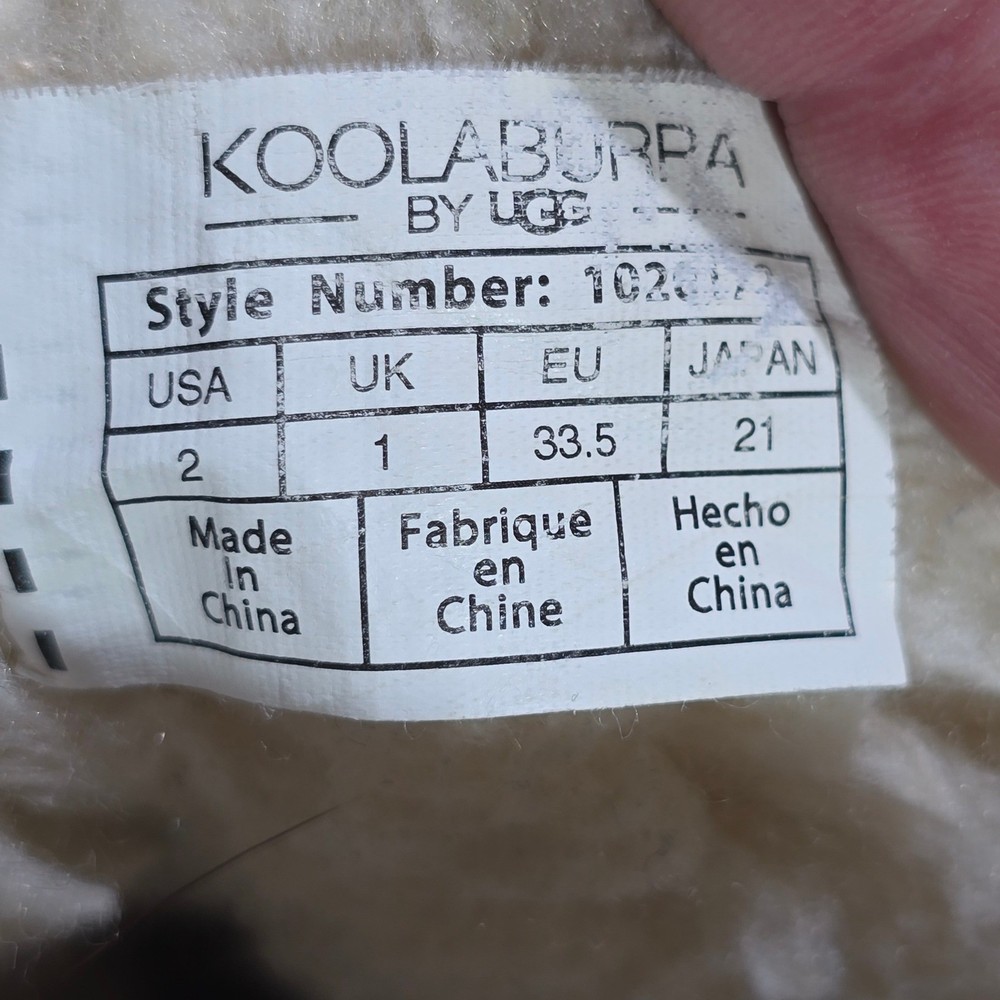 KOOLABURRA
BY UGG
Style Number:
USA UK EU JAPAN
2 1 33.5 21
Made
in
China
Fabrique
en
Chine
Hecho
en
China